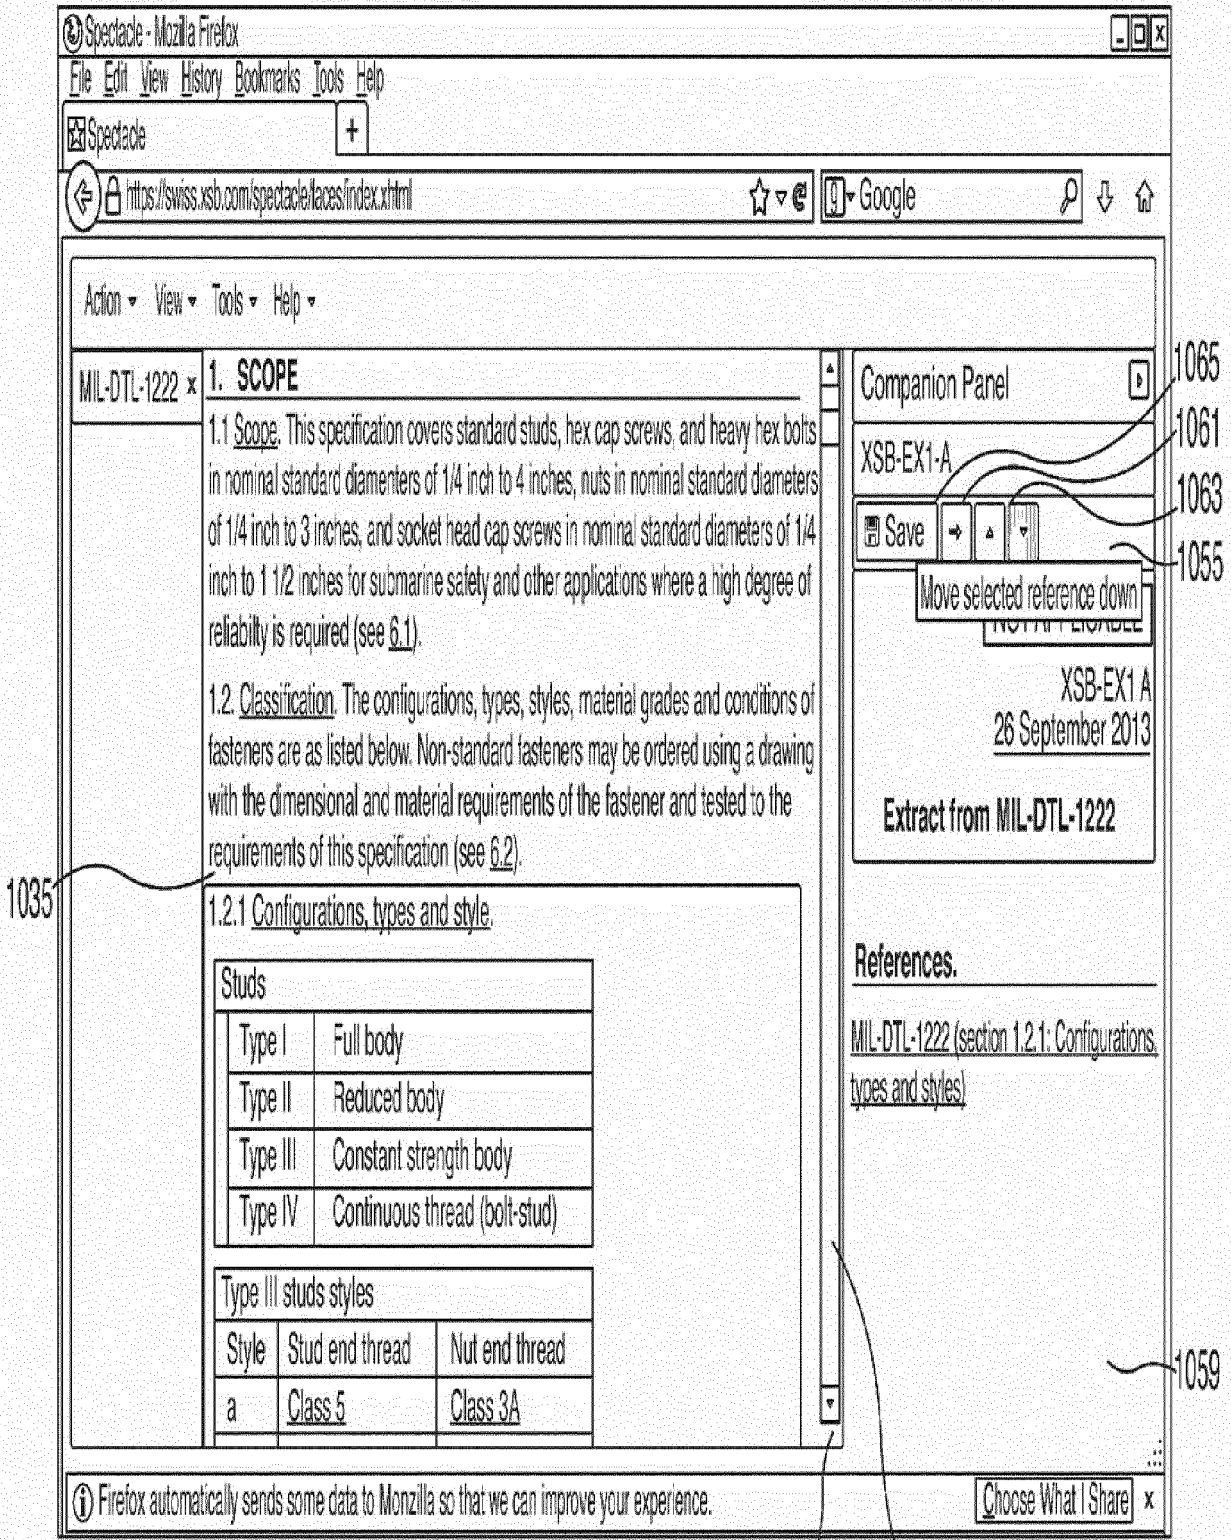 Spectacle - Mozilla Firefox
File Edit View History Bookmarks Tools Help
Spectacle +
https://swiss.xsb.com/spectacle/faces/index.xhtml
g Google
Action View Tools Help
MIL-DTL-1222 x
1. SCOPE
1.1 Scope. This specification covers standard studs, hex cap screws, and heavy hex bolts
in nominal standard diamenters of 1/4 inch to 4 inches, nuts in nominal standard diameters
of 1/4 inch to 3 inches, and socket head cap screws in nominal standard diameters of 1/4
inch to 1 1/2 inches for submarine safety and other applications where a high degree of
reliabilty is required (see 6.1).
1.2. Classification. The configurations, types, styles, material grades and conditions of
fasteners are as listed below. Non-standard fasteners may be ordered using a drawing
with the dimensional and material requirements of the fastener and tested to the
requirements of this specification (see 6.2).
1035
1.2.1 Configurations, types and style.
Studs
Type I Full body
Type II Reduced body
Type III Constant strength body
Type IV Continuous thread (bolt-stud)
Type III studs styles
Style Stud end thread Nut end thread
a Class 5 Class 3A
Companion Panel
XSB-EX1-A
Save
Move selected reference down
NOT APPLICABLE
XSB-EX1 A
26 September 2013
Extract from MIL-DTL-1222
References.
MIL-DTL-1222 (section 1.2.1: Configurations,
types and styles)
1065
1061
1063
1055
1059
Firefox automatically sends some data to Monzilla so that we can improve your experience.
Choose What I Share x